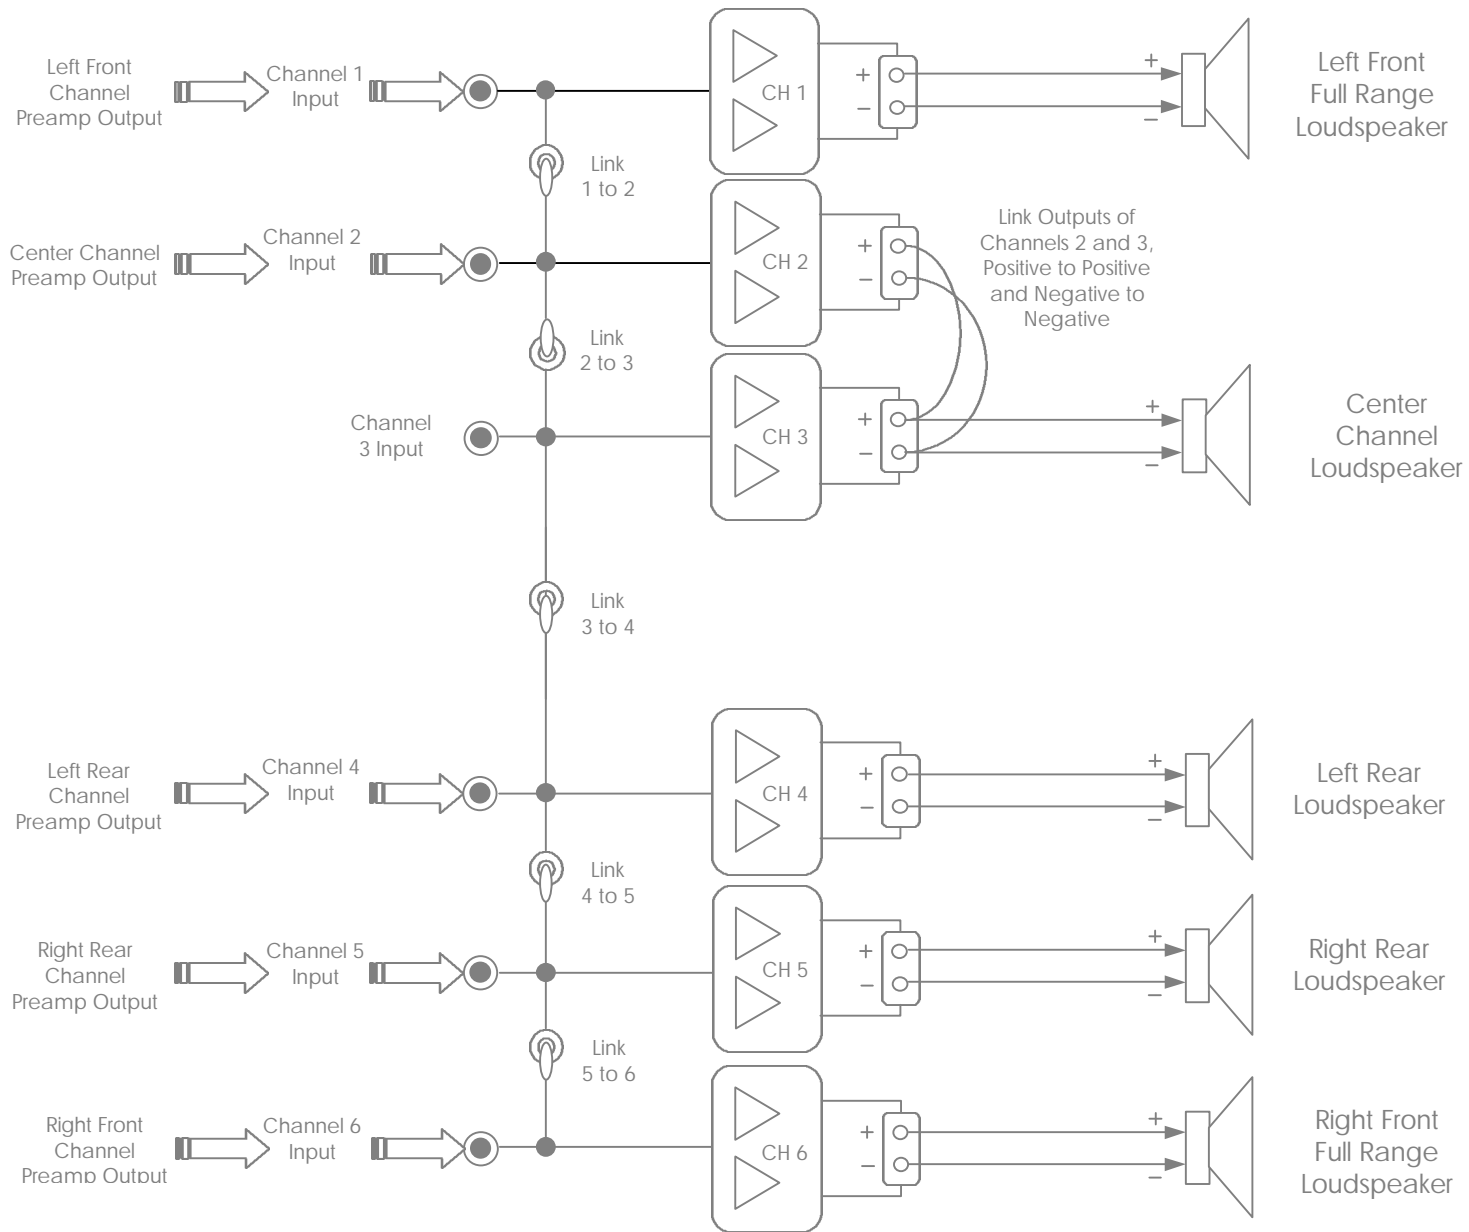 Left Front
Channel
Preamp Output
Channel 1
Input
CH 1
+
−
+
−
Left Front
Full Range
Loudspeaker
Link
1 to 2
Center Channel
Preamp Output
Channel 2
Input
CH 2
+
−
Link Outputs of
Channels 2 and 3,
Positive to Positive
and Negative to
Negative
Link
2 to 3
Channel
3 Input
CH 3
+
−
+
−
Center
Channel
Loudspeaker
Link
3 to 4
Left Rear
Channel
Preamp Output
Channel 4
Input
CH 4
+
−
+
−
Left Rear
Loudspeaker
Link
4 to 5
Right Rear
Channel
Preamp Output
Channel 5
Input
CH 5
+
−
+
−
Right Rear
Loudspeaker
Link
5 to 6
Right Front
Channel
Preamp Output
Channel 6
Input
CH 6
+
−
+
−
Right Front
Full Range
Loudspeaker